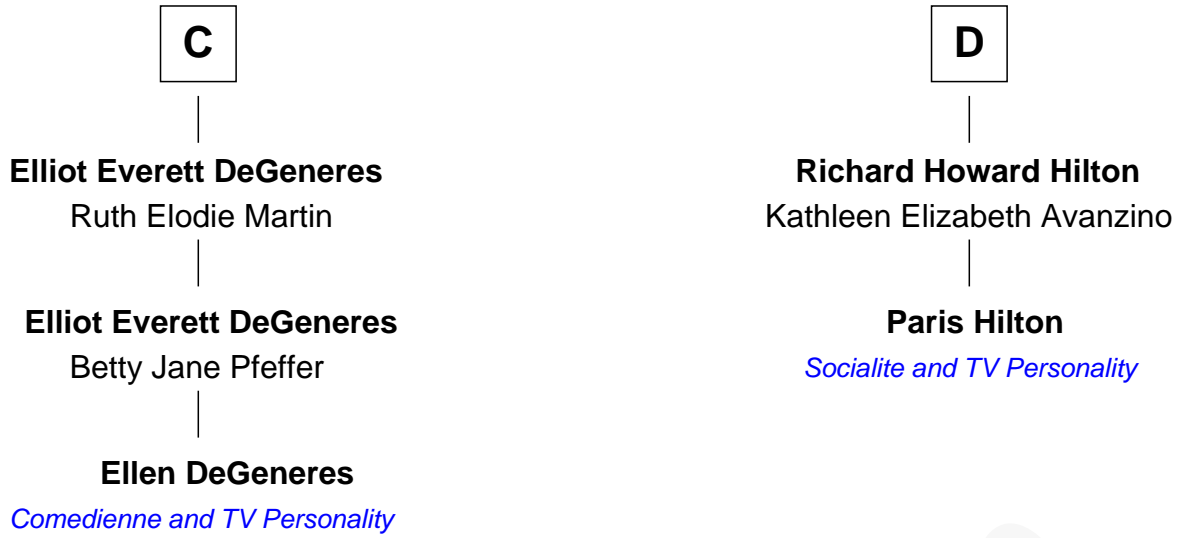 C
Elliot Everett DeGeneres
Ruth Elodie Martin
Elliot Everett DeGeneres
Betty Jane Pfeffer
Ellen DeGeneres
Comedienne and TV Personality
D
Richard Howard Hilton
Kathleen Elizabeth Avanzino
Paris Hilton
Socialite and TV Personality